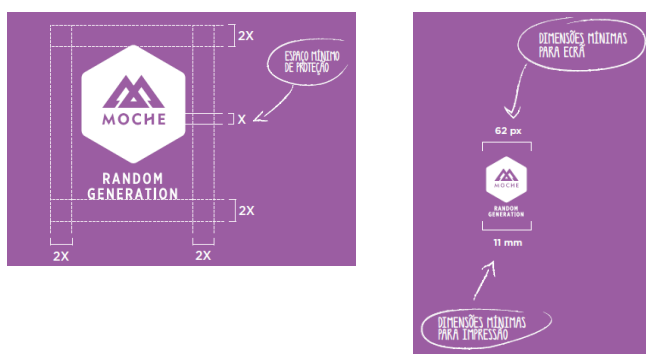 2X
ESPAÇO MÍNIMO
DE PROTEÇÃO
MOCHE
X
RANDOM
GENERATION
2X
2X
2X
DIMENSÕES MÍNIMAS
PARA ECRÃ
62 px
MOCHE
RANDOM
GENERATION
11 mm
DIMENSÕES MÍNIMAS
PARA IMPRESSÃO